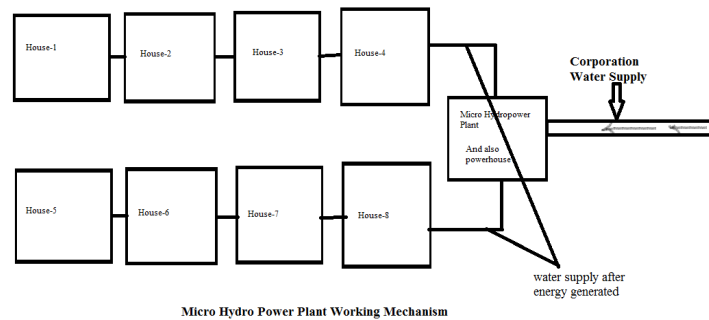 House-1
House-2
House-3
House-4
Corporation
Water Supply
Micro Hydropower
Plant
And also
powerhouse
House-5
House-6
House-7
House-8
water supply after
energy generated
Micro Hydro Power Plant Working Mechanism